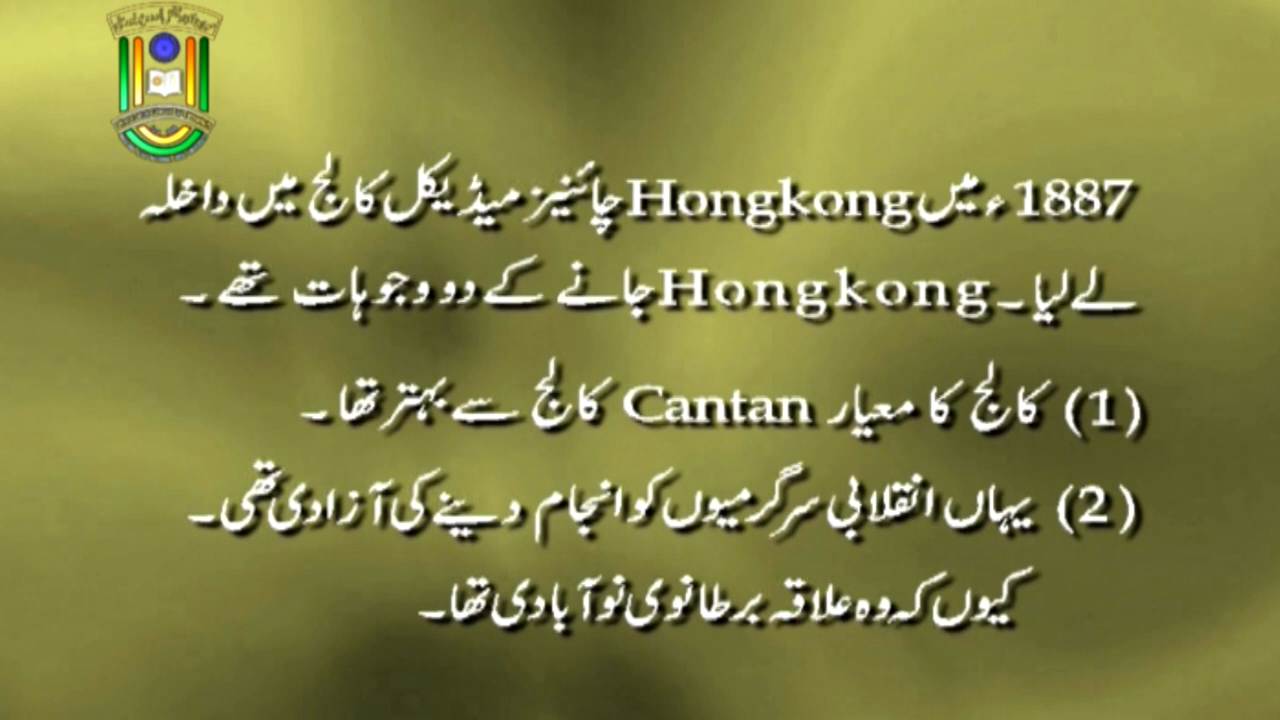 1887ء میں Hongkong چائنیز میڈیکل کالج میں داخلہ
لے لیا۔ Hongkong جانے کے دو وجوہات تھے۔
(1) کالج کا معیار Cantan کالج سے بہتر تھا۔
(2) یہاں انقلابی سرگرمیوں کو انجام دینے کی آزادی تھی۔
کیوں کہ وہ علاقہ برطانوی نوآبادی تھا۔